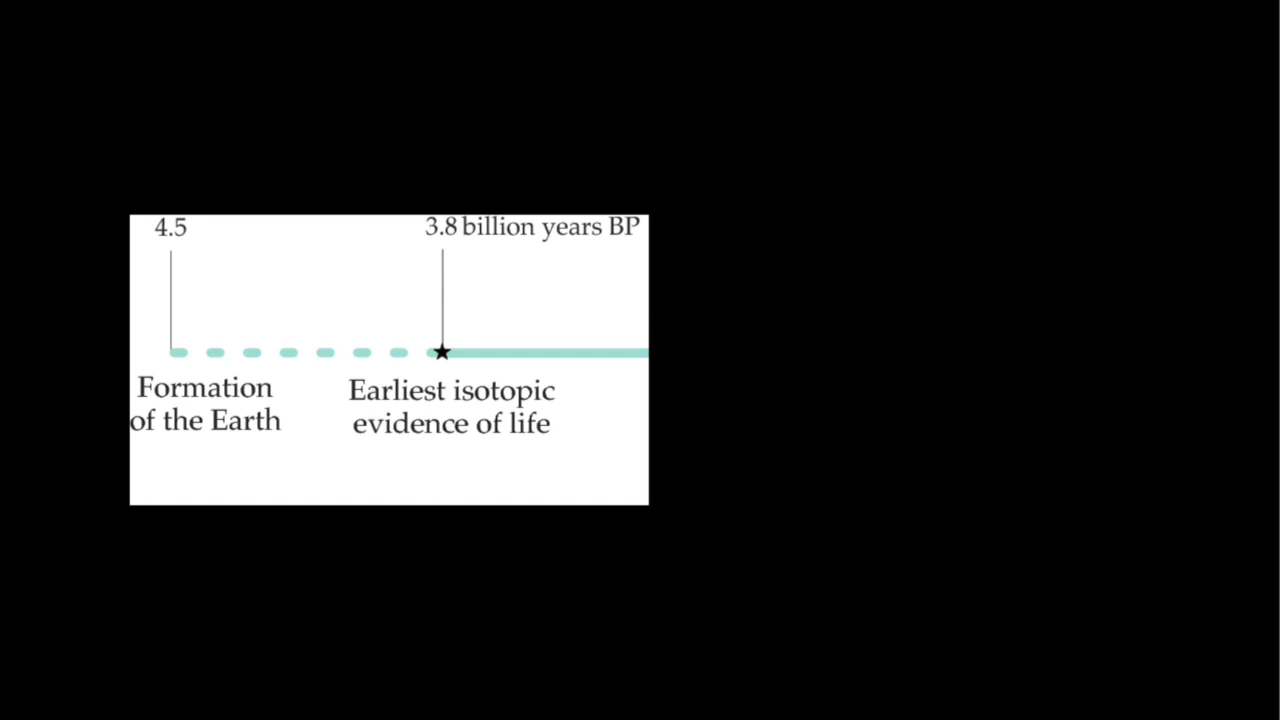 4.5
3.8 billion years BP
Formation
of the Earth
Earliest isotopic
evidence of life